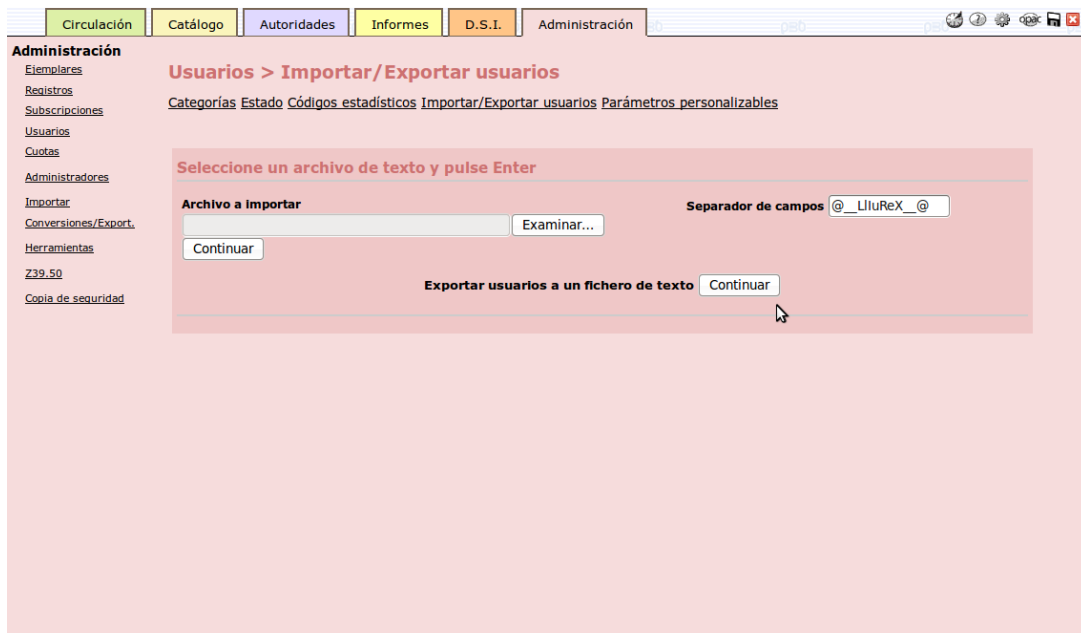 Circulación Catálogo Autoridades Informes D.S.I. Administración opac
Administración
Ejemplares
Registros
Subscripciones
Usuarios
Cuotas
Administradores
Importar
Conversiones/Export.
Herramientas
Z39.50
Copia de seguridad
Usuarios > Importar/Exportar usuarios
Categorías Estado Códigos estadísticos Importar/Exportar usuarios Parámetros personalizables
Seleccione un archivo de texto y pulse Enter
Archivo a importar
Separador de campos @__LlIuReX__@
Examinar...
Continuar
Exportar usuarios a un fichero de texto Continuar